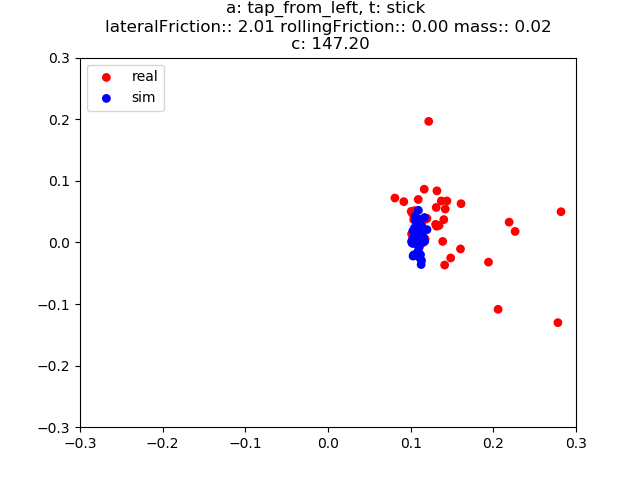 a: tap_from_left, t: stick
lateralFriction:: 2.01 rollingFriction:: 0.00 mass:: 0.02
c: 147.20
real
sim
0.3
0.2
0.1
0.0
−0.1
−0.2
−0.3
−0.3
−0.2
−0.1
0.0
0.1
0.2
0.3